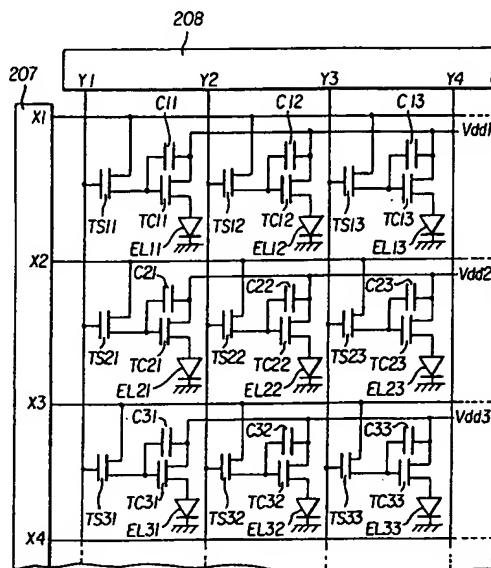 208
207
Y1 Y2 Y3 Y4
C11 C12 C13
X1
Vdd1
TS11 TC11 TS12 TC12 TS13 TC13
EL11 EL12 EL13
X2
C21 C22 C23
Vdd2
TS21 TC21 TS22 TC22 TS23 TC23
EL21 EL22 EL23
X3
C31 C32 C33
Vdd3
TS31 TC31 TS32 TC32 TS33 TC33
EL31 EL32 EL33
X4